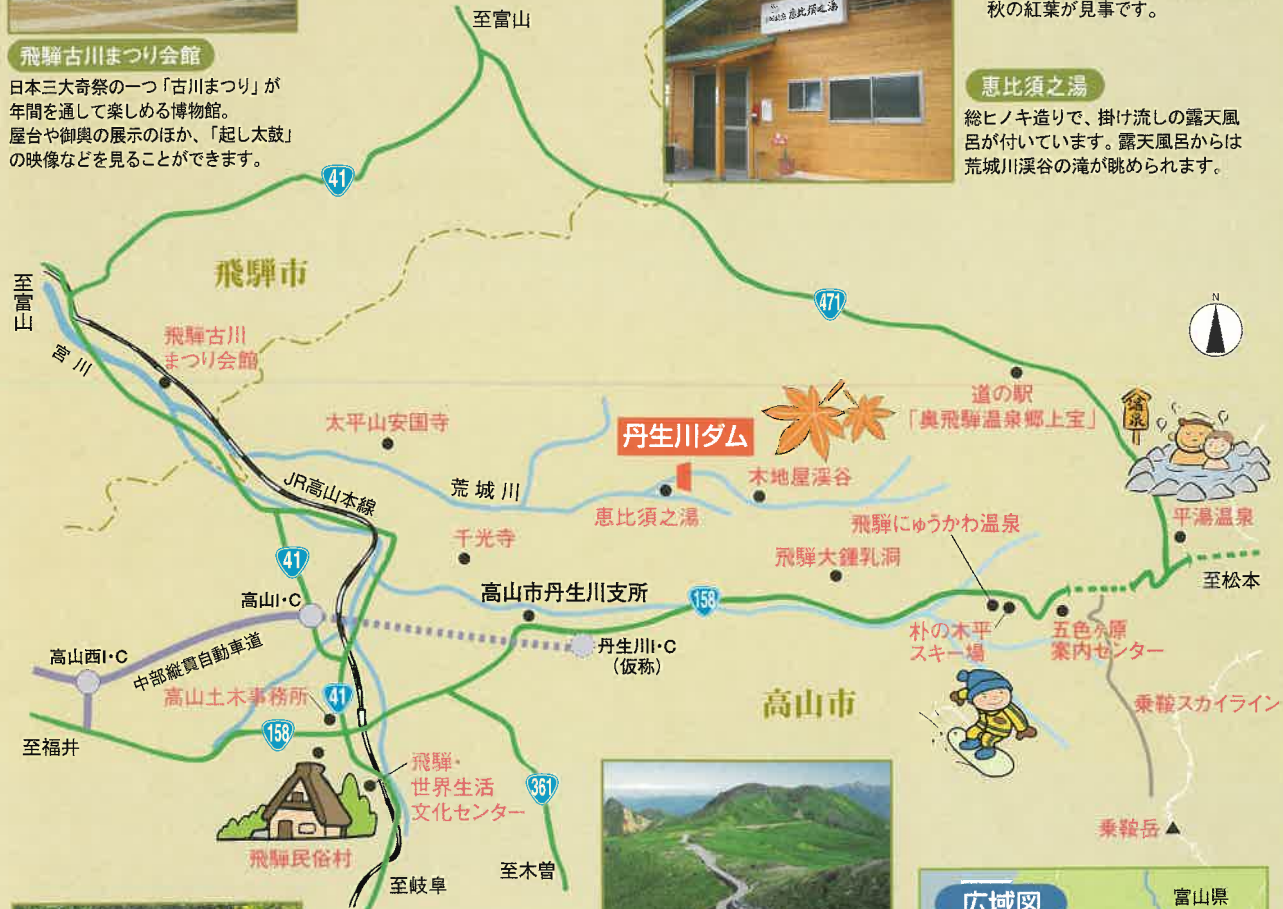 至富山
恵比須之湯
秋の紅葉が見事です。
飛騨古川まつり会館
日本三大奇祭の一つ「古川まつり」が
年間を通して楽しめる博物館。
屋台や御輿の展示のほか、「起し太鼓」
の映像などを見ることができます。
恵比須之湯
総ヒノキ造りで、掛け流しの露天風
呂が付いています。露天風呂からは
荒城川渓谷の滝が眺められます。
41
飛騨市
至富山
471
N
飛騨古川
まつり会館
宮川
道の駅
「奥飛騨温泉郷上宝」
温泉
太平山安国寺
丹生川ダム
荒城川
木地屋渓谷
JR高山本線
恵比須之湯
飛騨にゅうかわ温泉
平湯温泉
千光寺
飛騨大鍾乳洞
41
至松本
高山市丹生川支所
158
高山I・C
朴の木平
スキー場
五色ヶ原
案内センター
丹生川I・C
(仮称)
高山西I・C
中部縦貫自動車道
高山土木事務所
41
高山市
乗鞍スカイライン
158
至福井
飛騨・
世界生活
文化センター
361
乗鞍岳
飛騨民俗村
至岐阜
至木曽
広域図
富山県